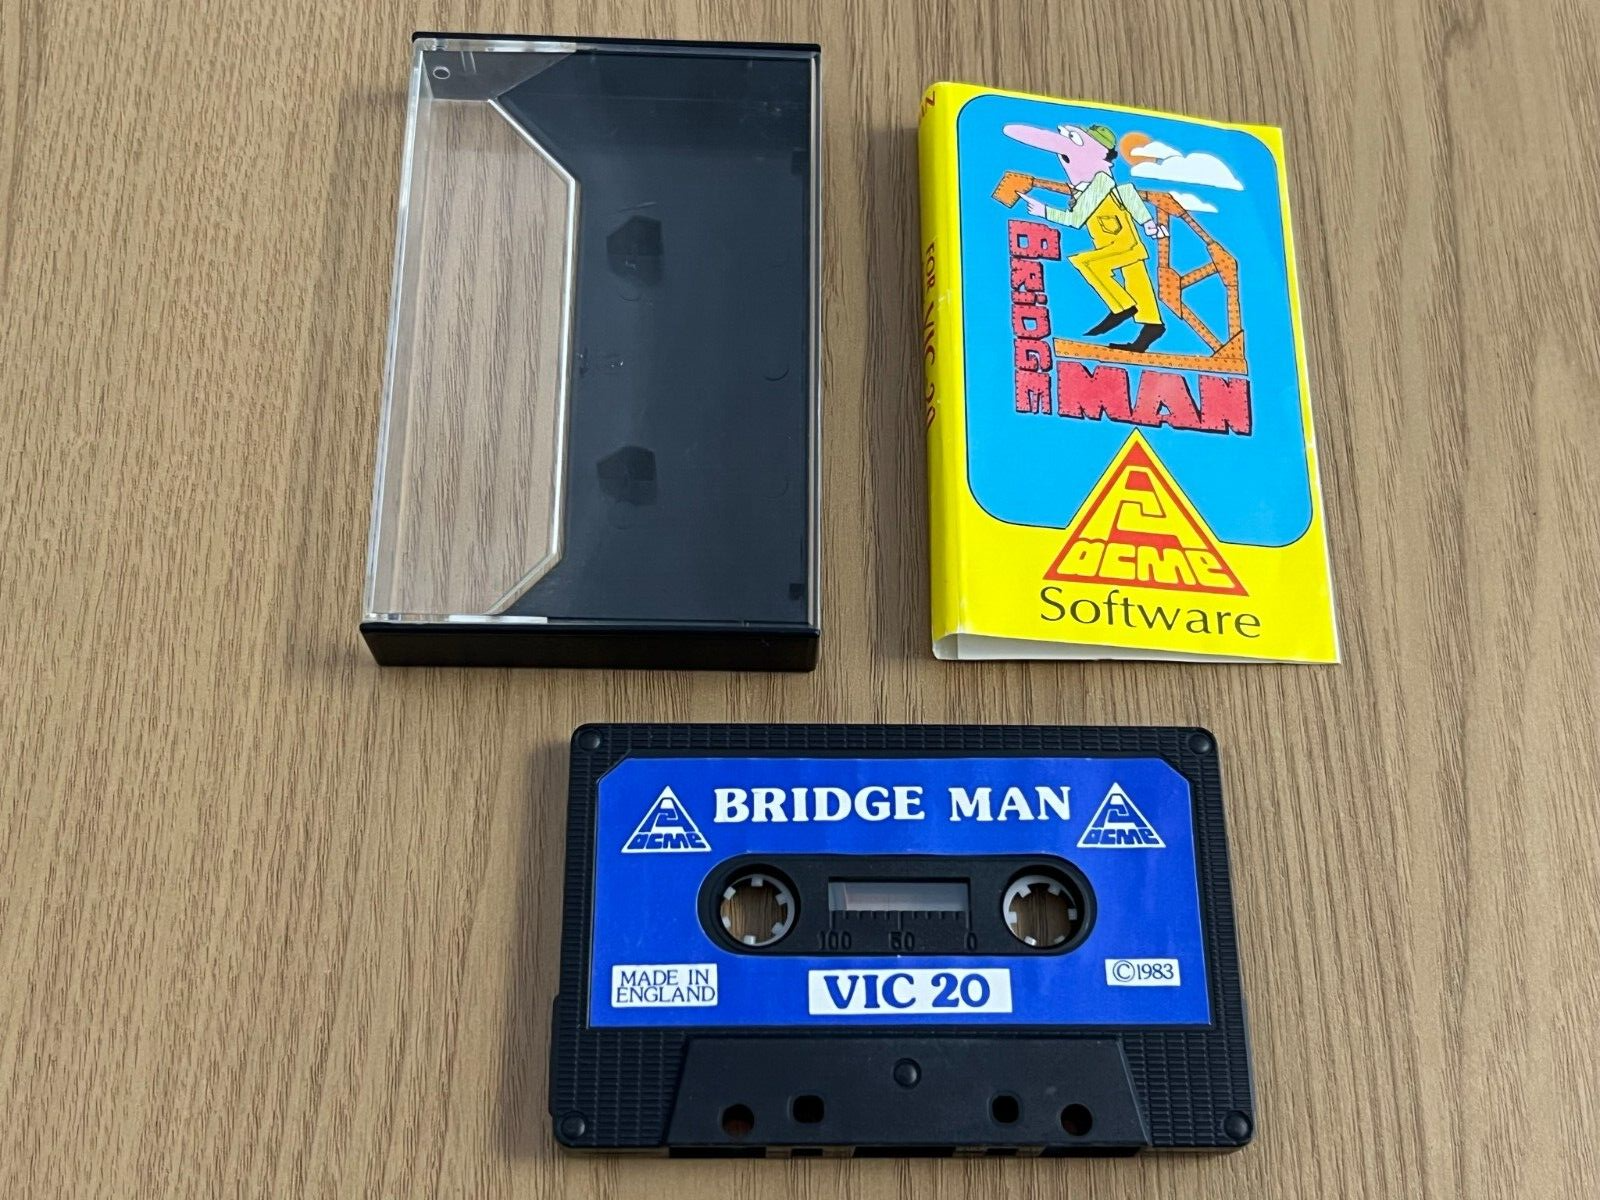 FOR VIC 20
BRiDGE
MAN
acme
Software
BRIDGE MAN
acme
acme
100 50 0
MADE IN
ENGLAND
VIC 20
©1983